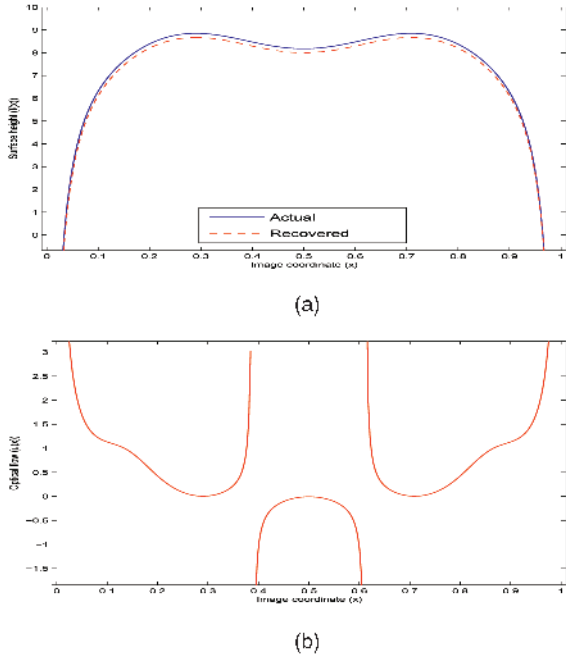 10
9
8
7
6
5
4
3
2
1
0
Surface height (f(x))
Actual
Recovered
0 0.1 0.2 0.3 0.4 0.5 0.6 0.7 0.8 0.9 1
Image coordinate (x)
(a)
3
2.5
2
1.5
1
0.5
0
−0.5
−1
−1.5
Optical flow (u(x))
0 0.1 0.2 0.3 0.4 0.5 0.6 0.7 0.8 0.9 1
Image coordinate (x)
(b)